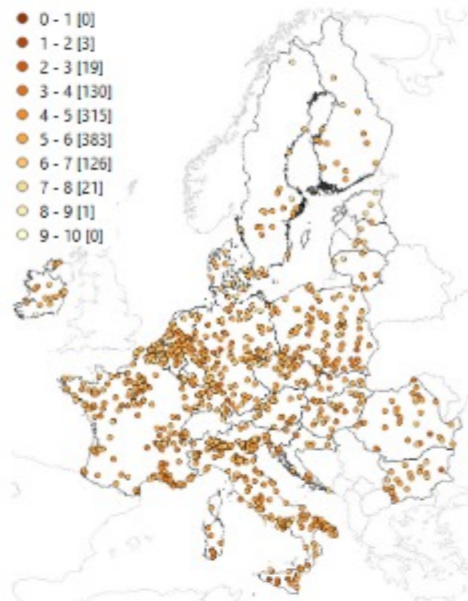 0 - 1 [0]
1 - 2 [3]
2 - 3 [19]
3 - 4 [130]
4 - 5 [315]
5 - 6 [383]
6 - 7 [126]
7 - 8 [21]
8 - 9 [1]
9 - 10 [0]